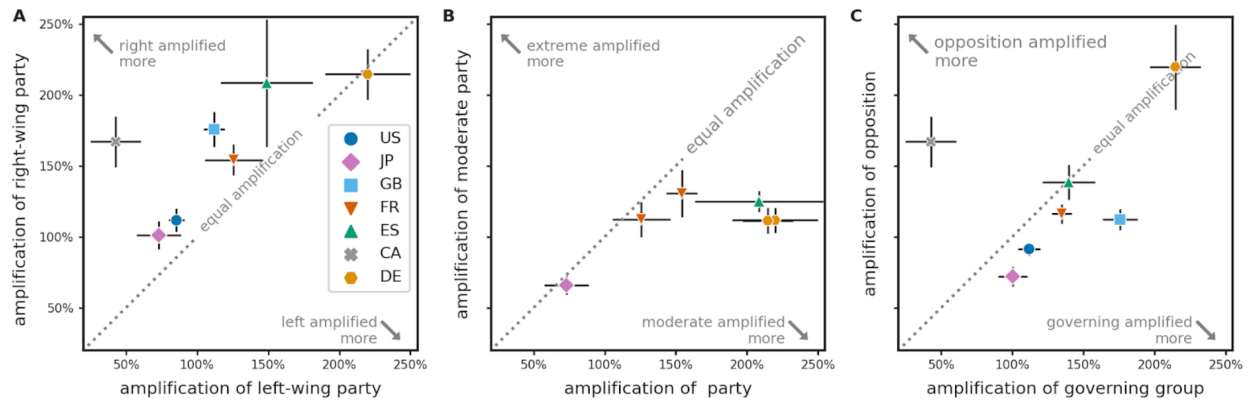 A
amplification of right-wing party
250%
200%
150%
100%
50%
right amplified
more
equal amplification
US
JP
GB
FR
ES
CA
DE
left amplified
more
50%
100%
150%
200%
250%
amplification of left-wing party
B
amplification of moderate party
extreme amplified
more
equal amplification
moderate amplified
more
50%
100%
150%
200%
250%
amplification of party
C
amplification of opposition
opposition amplified
more
equal amplification
governing amplified
more
50%
100%
150%
200%
250%
amplification of governing group